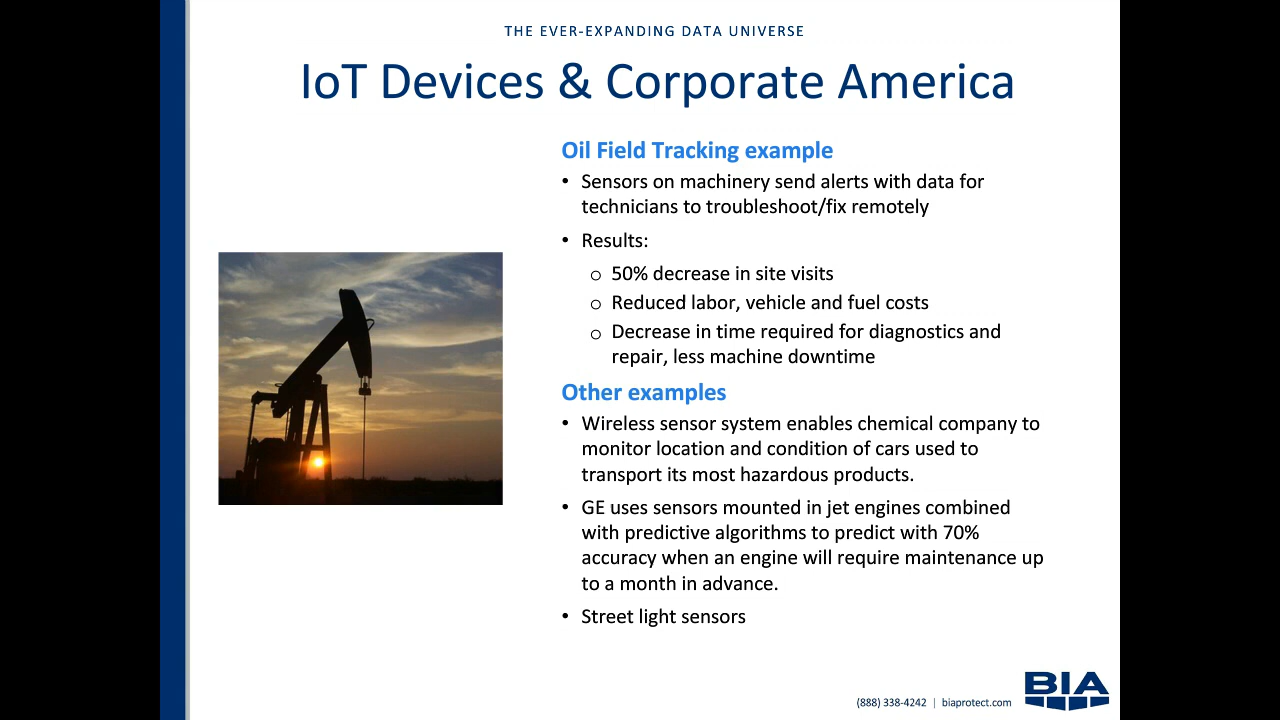 THE EVER-EXPANDING DATA UNIVERSE
IoT Devices & Corporate America
Oil Field Tracking example
• Sensors on machinery send alerts with data for
technicians to troubleshoot/fix remotely
• Results:
o 50% decrease in site visits
o Reduced labor, vehicle and fuel costs
o Decrease in time required for diagnostics and
repair, less machine downtime
Other examples
• Wireless sensor system enables chemical company to
monitor location and condition of cars used to
transport its most hazardous products.
• GE uses sensors mounted in jet engines combined
with predictive algorithms to predict with 70%
accuracy when an engine will require maintenance up
to a month in advance.
• Street light sensors
(888) 338-4242 | biaprotect.com
BIA